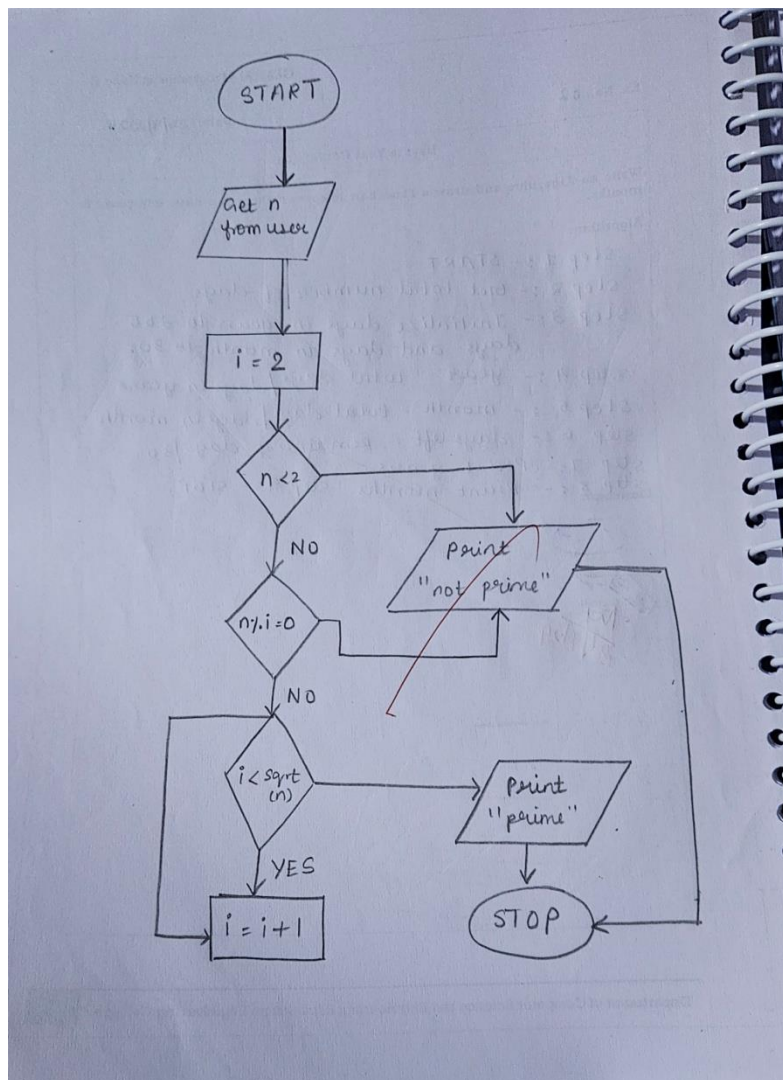 START
Get n
from user
i = 2
n < 2
NO
print
"not prime"
n%i=0
NO
i < sqrt
(n)
print
"prime"
YES
i = i+1
STOP